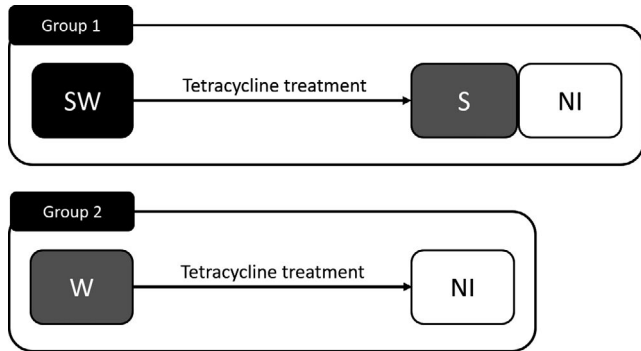 Group 1
SW
Tetracycline treatment
S
NI
Group 2
W
Tetracycline treatment
NI